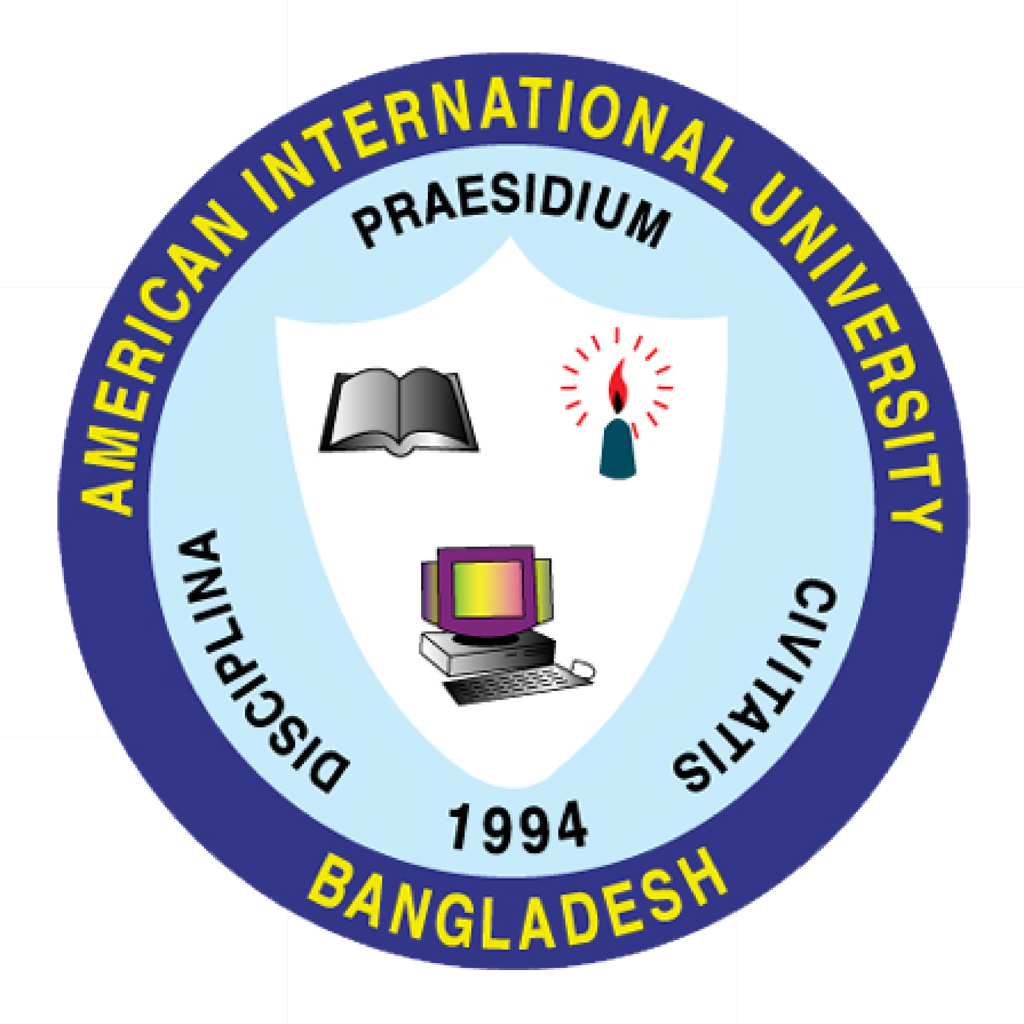 AMERICAN INTERNATIONAL UNIVERSITY
PRAESIDIUM
DISCIPLINA
CIVITATIS
1994
BANGLADESH